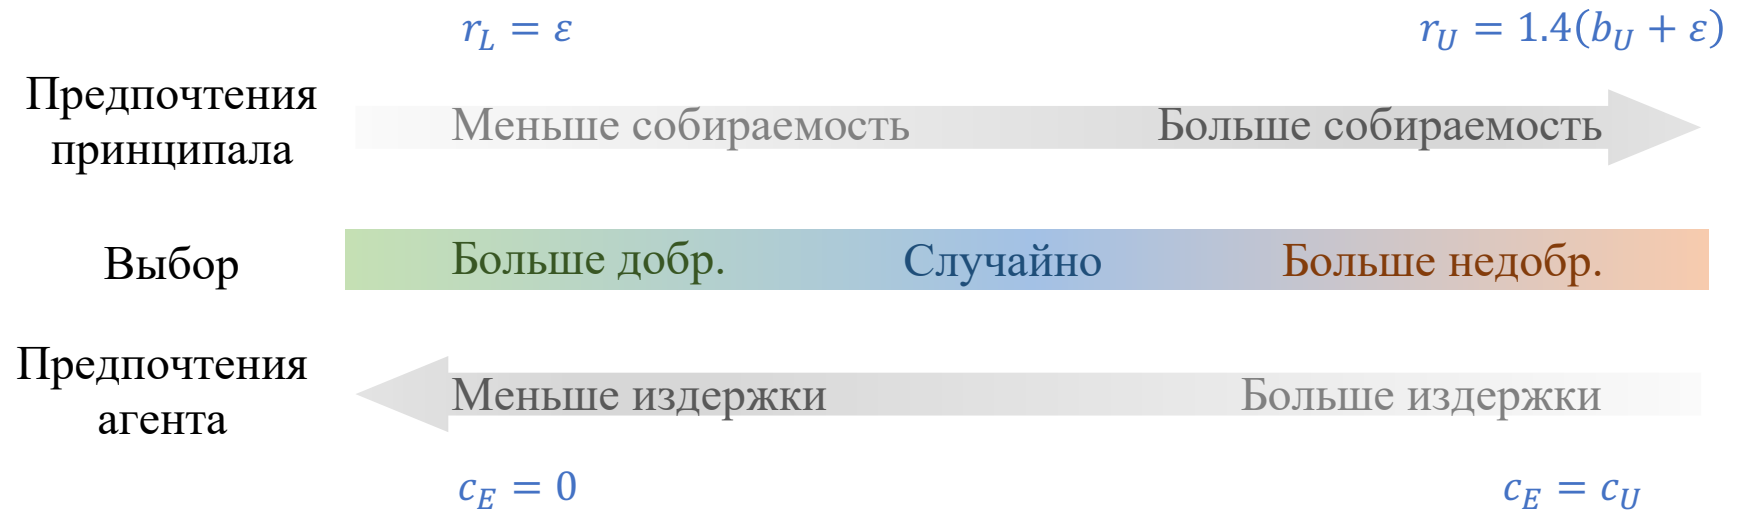 r_L = ε
r_U = 1.4(b_U + ε)
Предпочтения
принципала
Меньше собираемость
Больше собираемость
Выбор
Больше добр.
Случайно
Больше недобр.
Предпочтения
агента
Меньше издержки
Больше издержки
c_E = 0
c_E = c_U